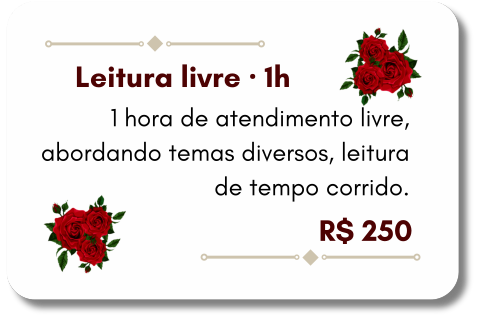 Leitura livre · 1h
1 hora de atendimento livre,
abordando temas diversos, leitura
de tempo corrido.
R$ 250